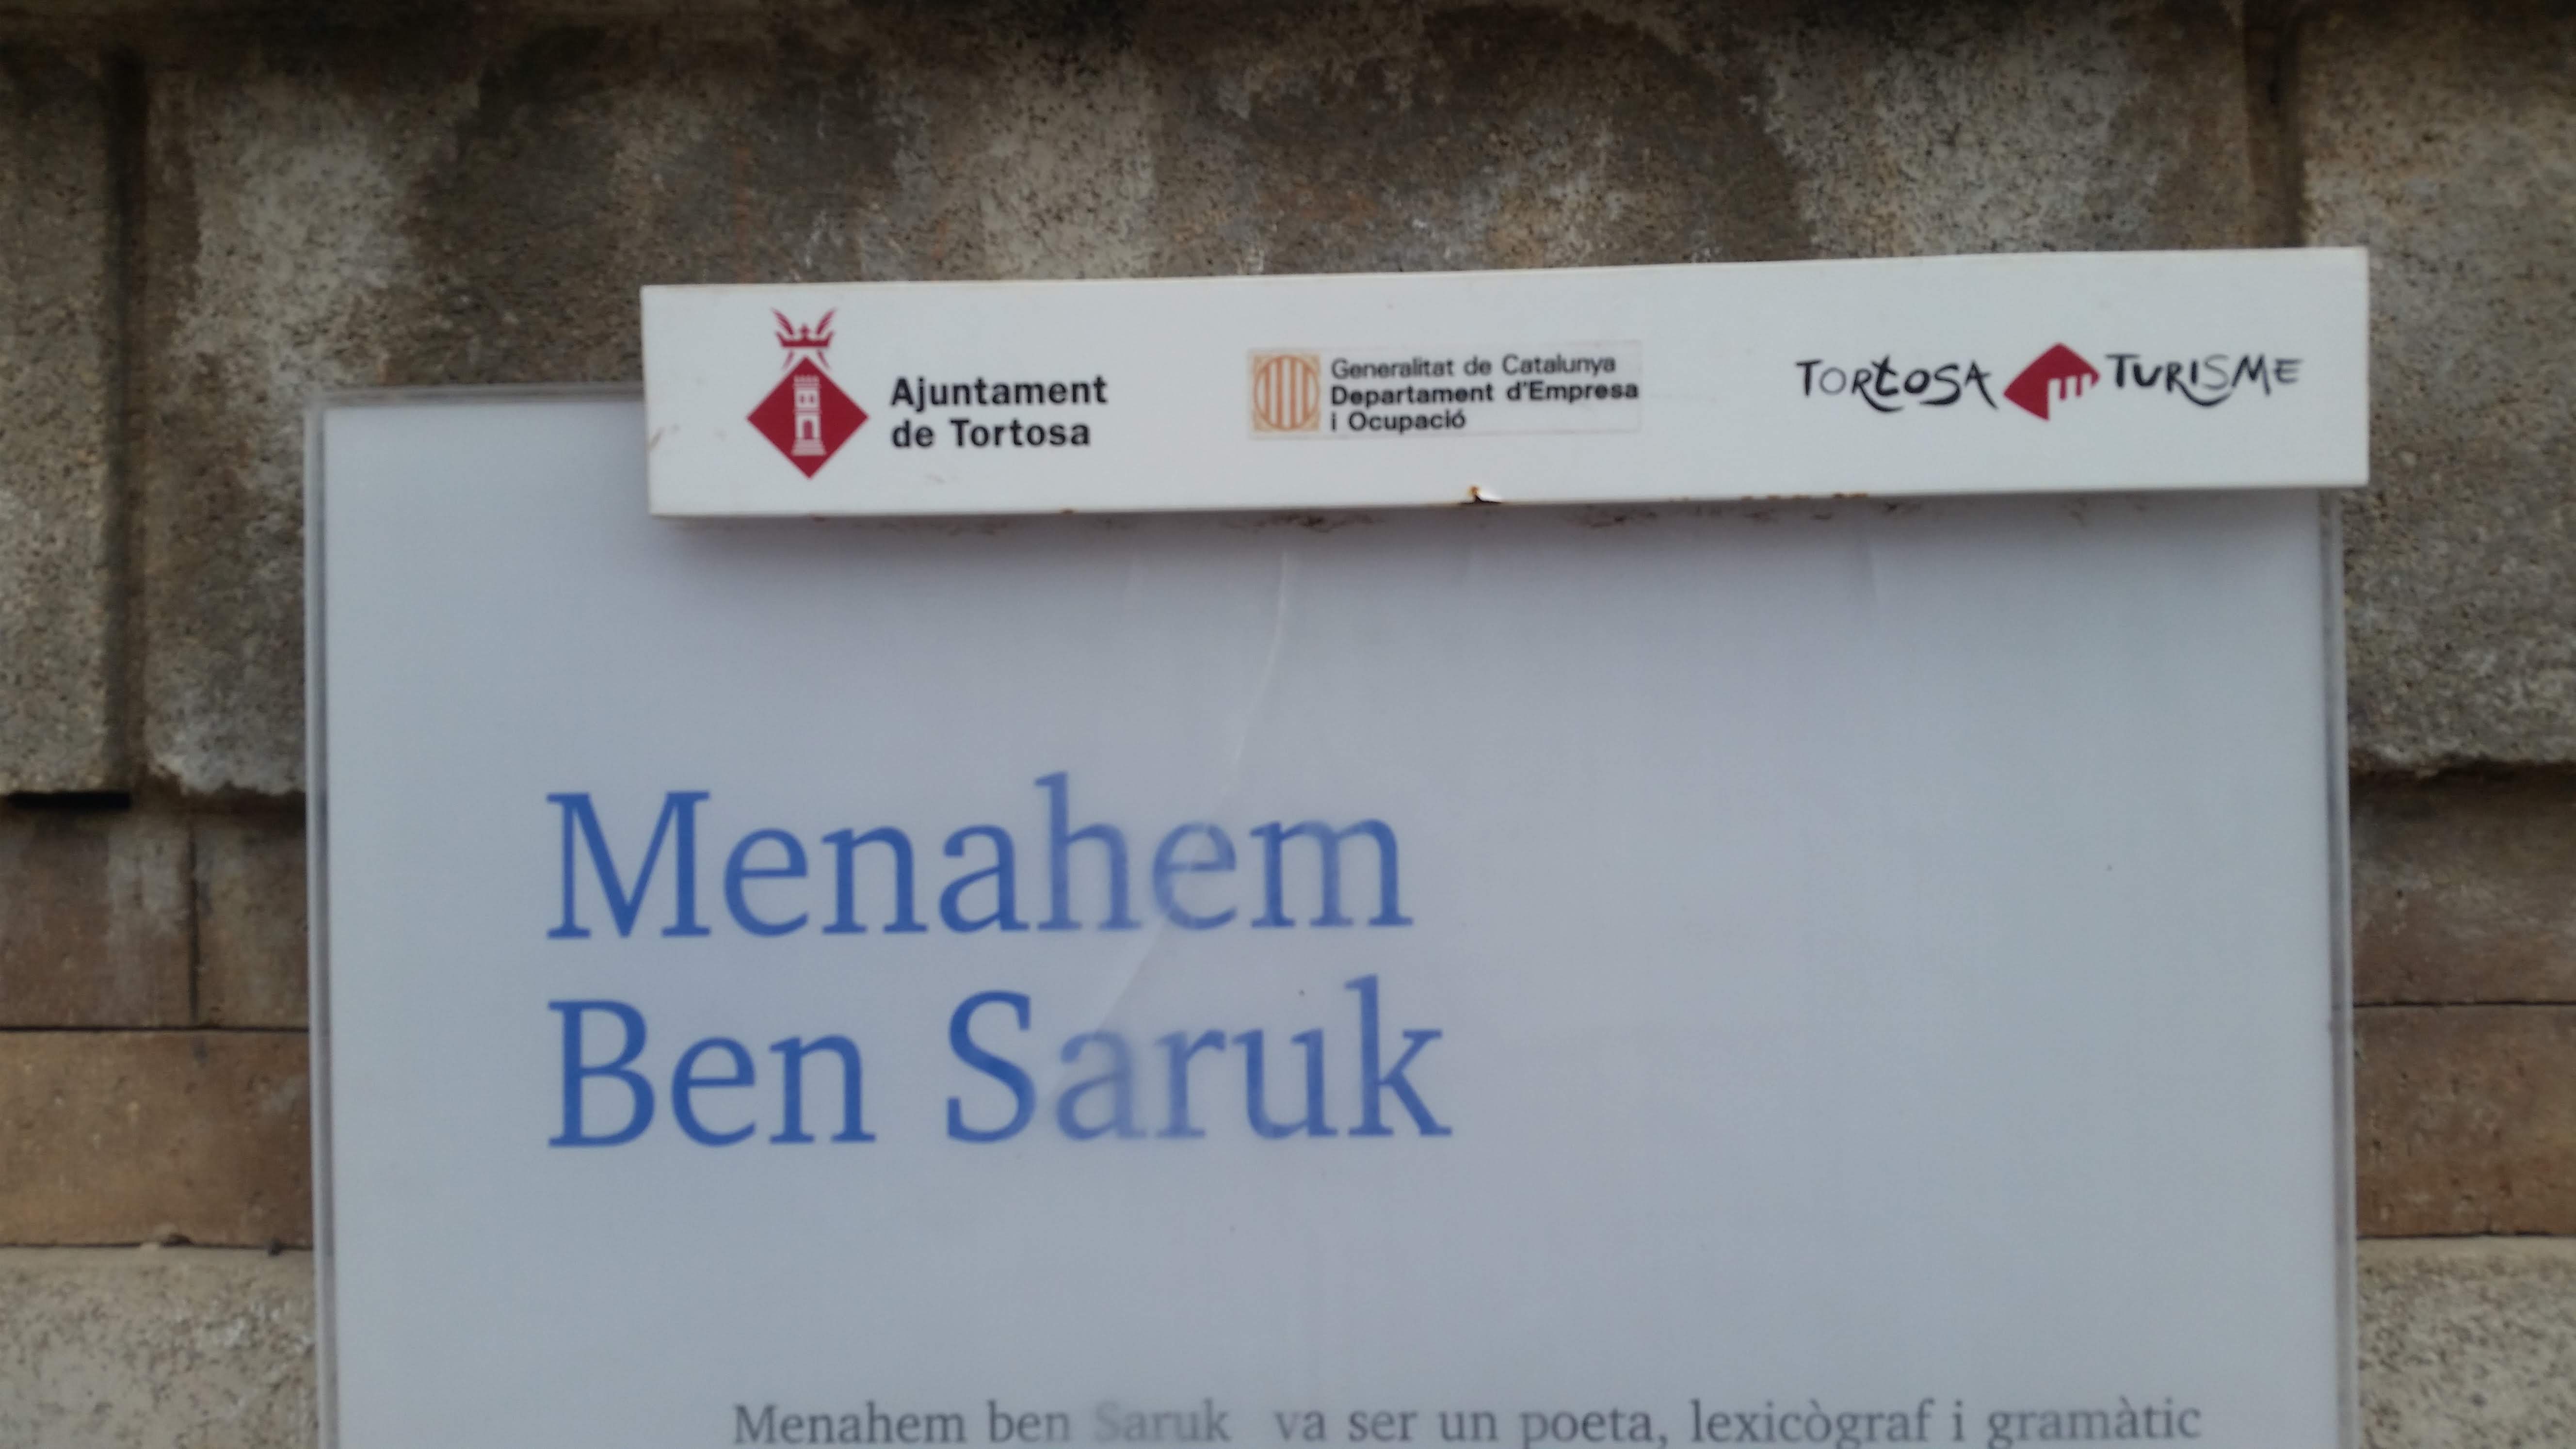 Ajuntament
de Tortosa
Generalitat de Catalunya
Departament d'Empresa
i Ocupació
TORTOSA TURISME
Menahem
Ben Saruk
Menahem ben Saruk va ser un poeta, lexicògraf i gramàtic